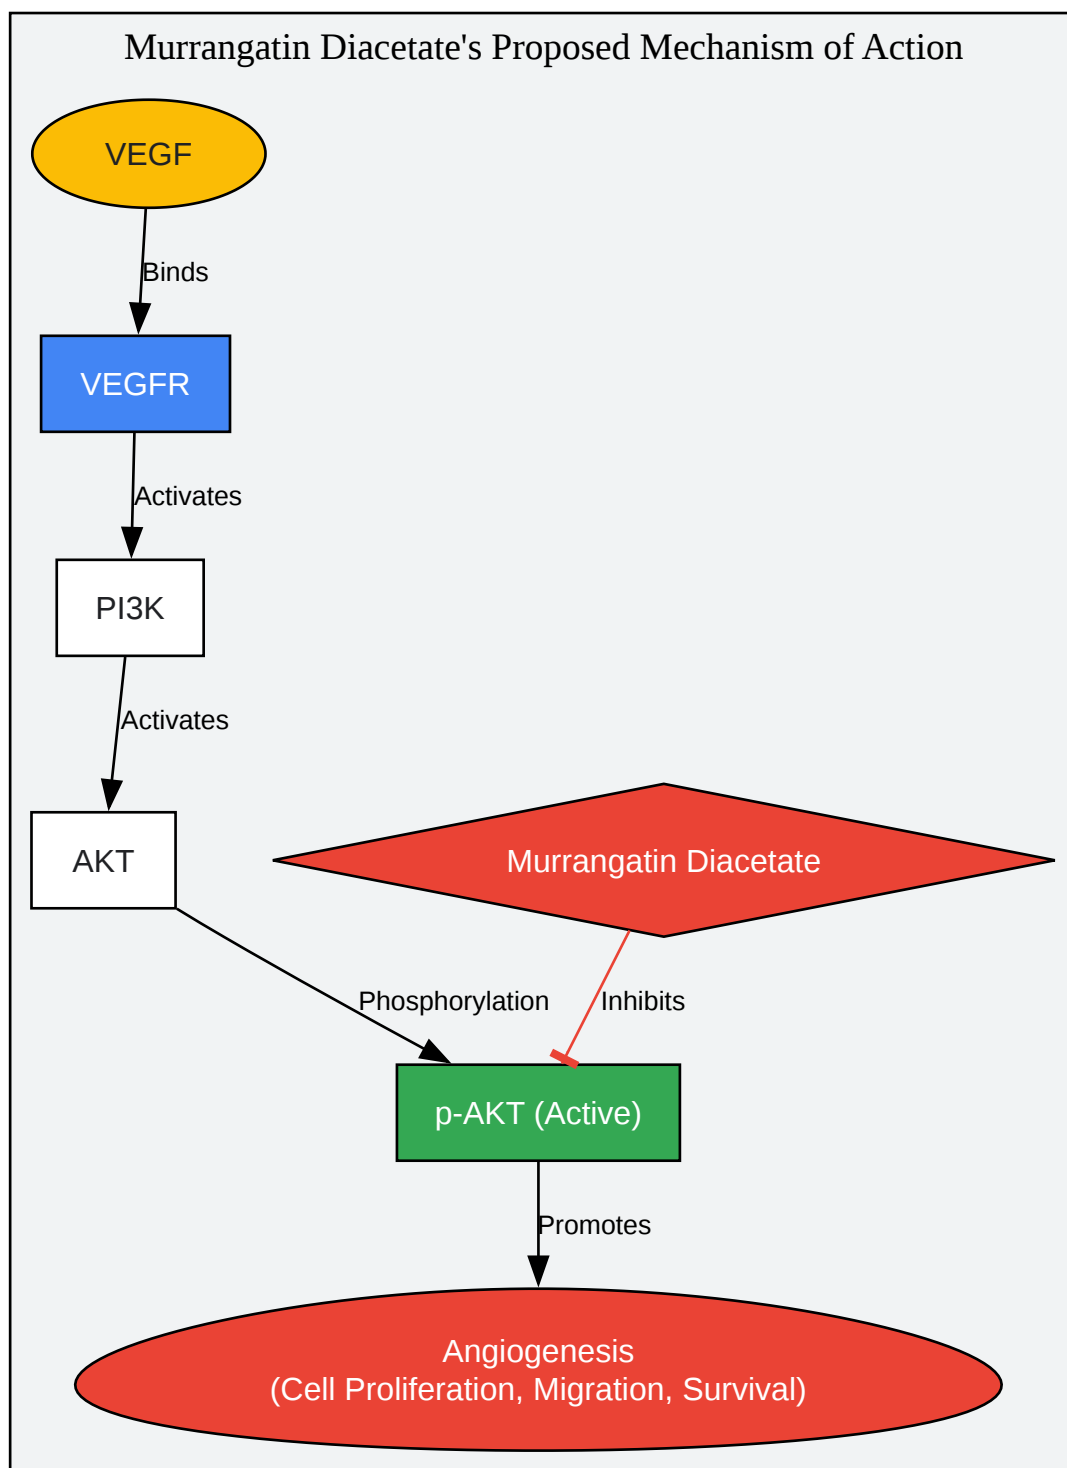 Murrangatin Diacetate's Proposed Mechanism of Action
VEGF
Binds
VEGFR
Activates
PI3K
Activates
AKT
Murrangatin Diacetate
Phosphorylation
Inhibits
p-AKT (Active)
Promotes
Angiogenesis
(Cell Proliferation, Migration, Survival)